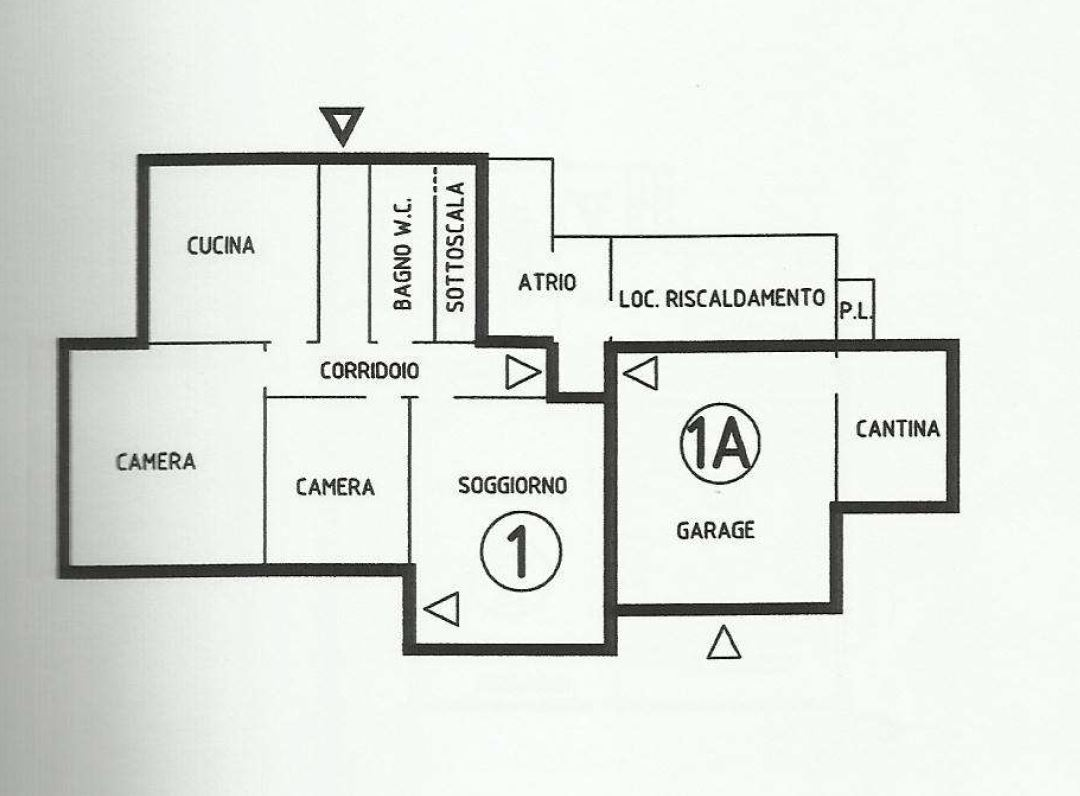 CUCINA
BAGNO W.C.
SOTTOSCALA
ATRIO
LOC. RISCALDAMENTO
P.L.
CORRIDOIO
1A
CANTINA
CAMERA
CAMERA
SOGGIORNO
GARAGE
1